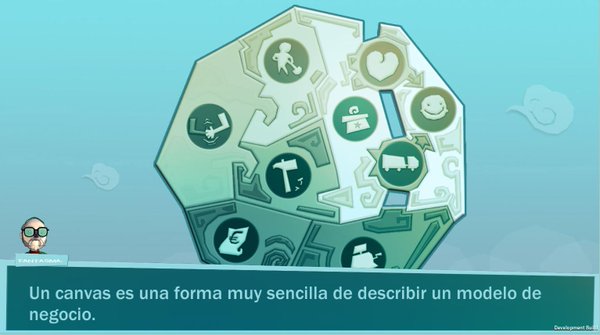 FANTASMA
Un canvas es una forma muy sencilla de describir un modelo de
negocio.
Development Build